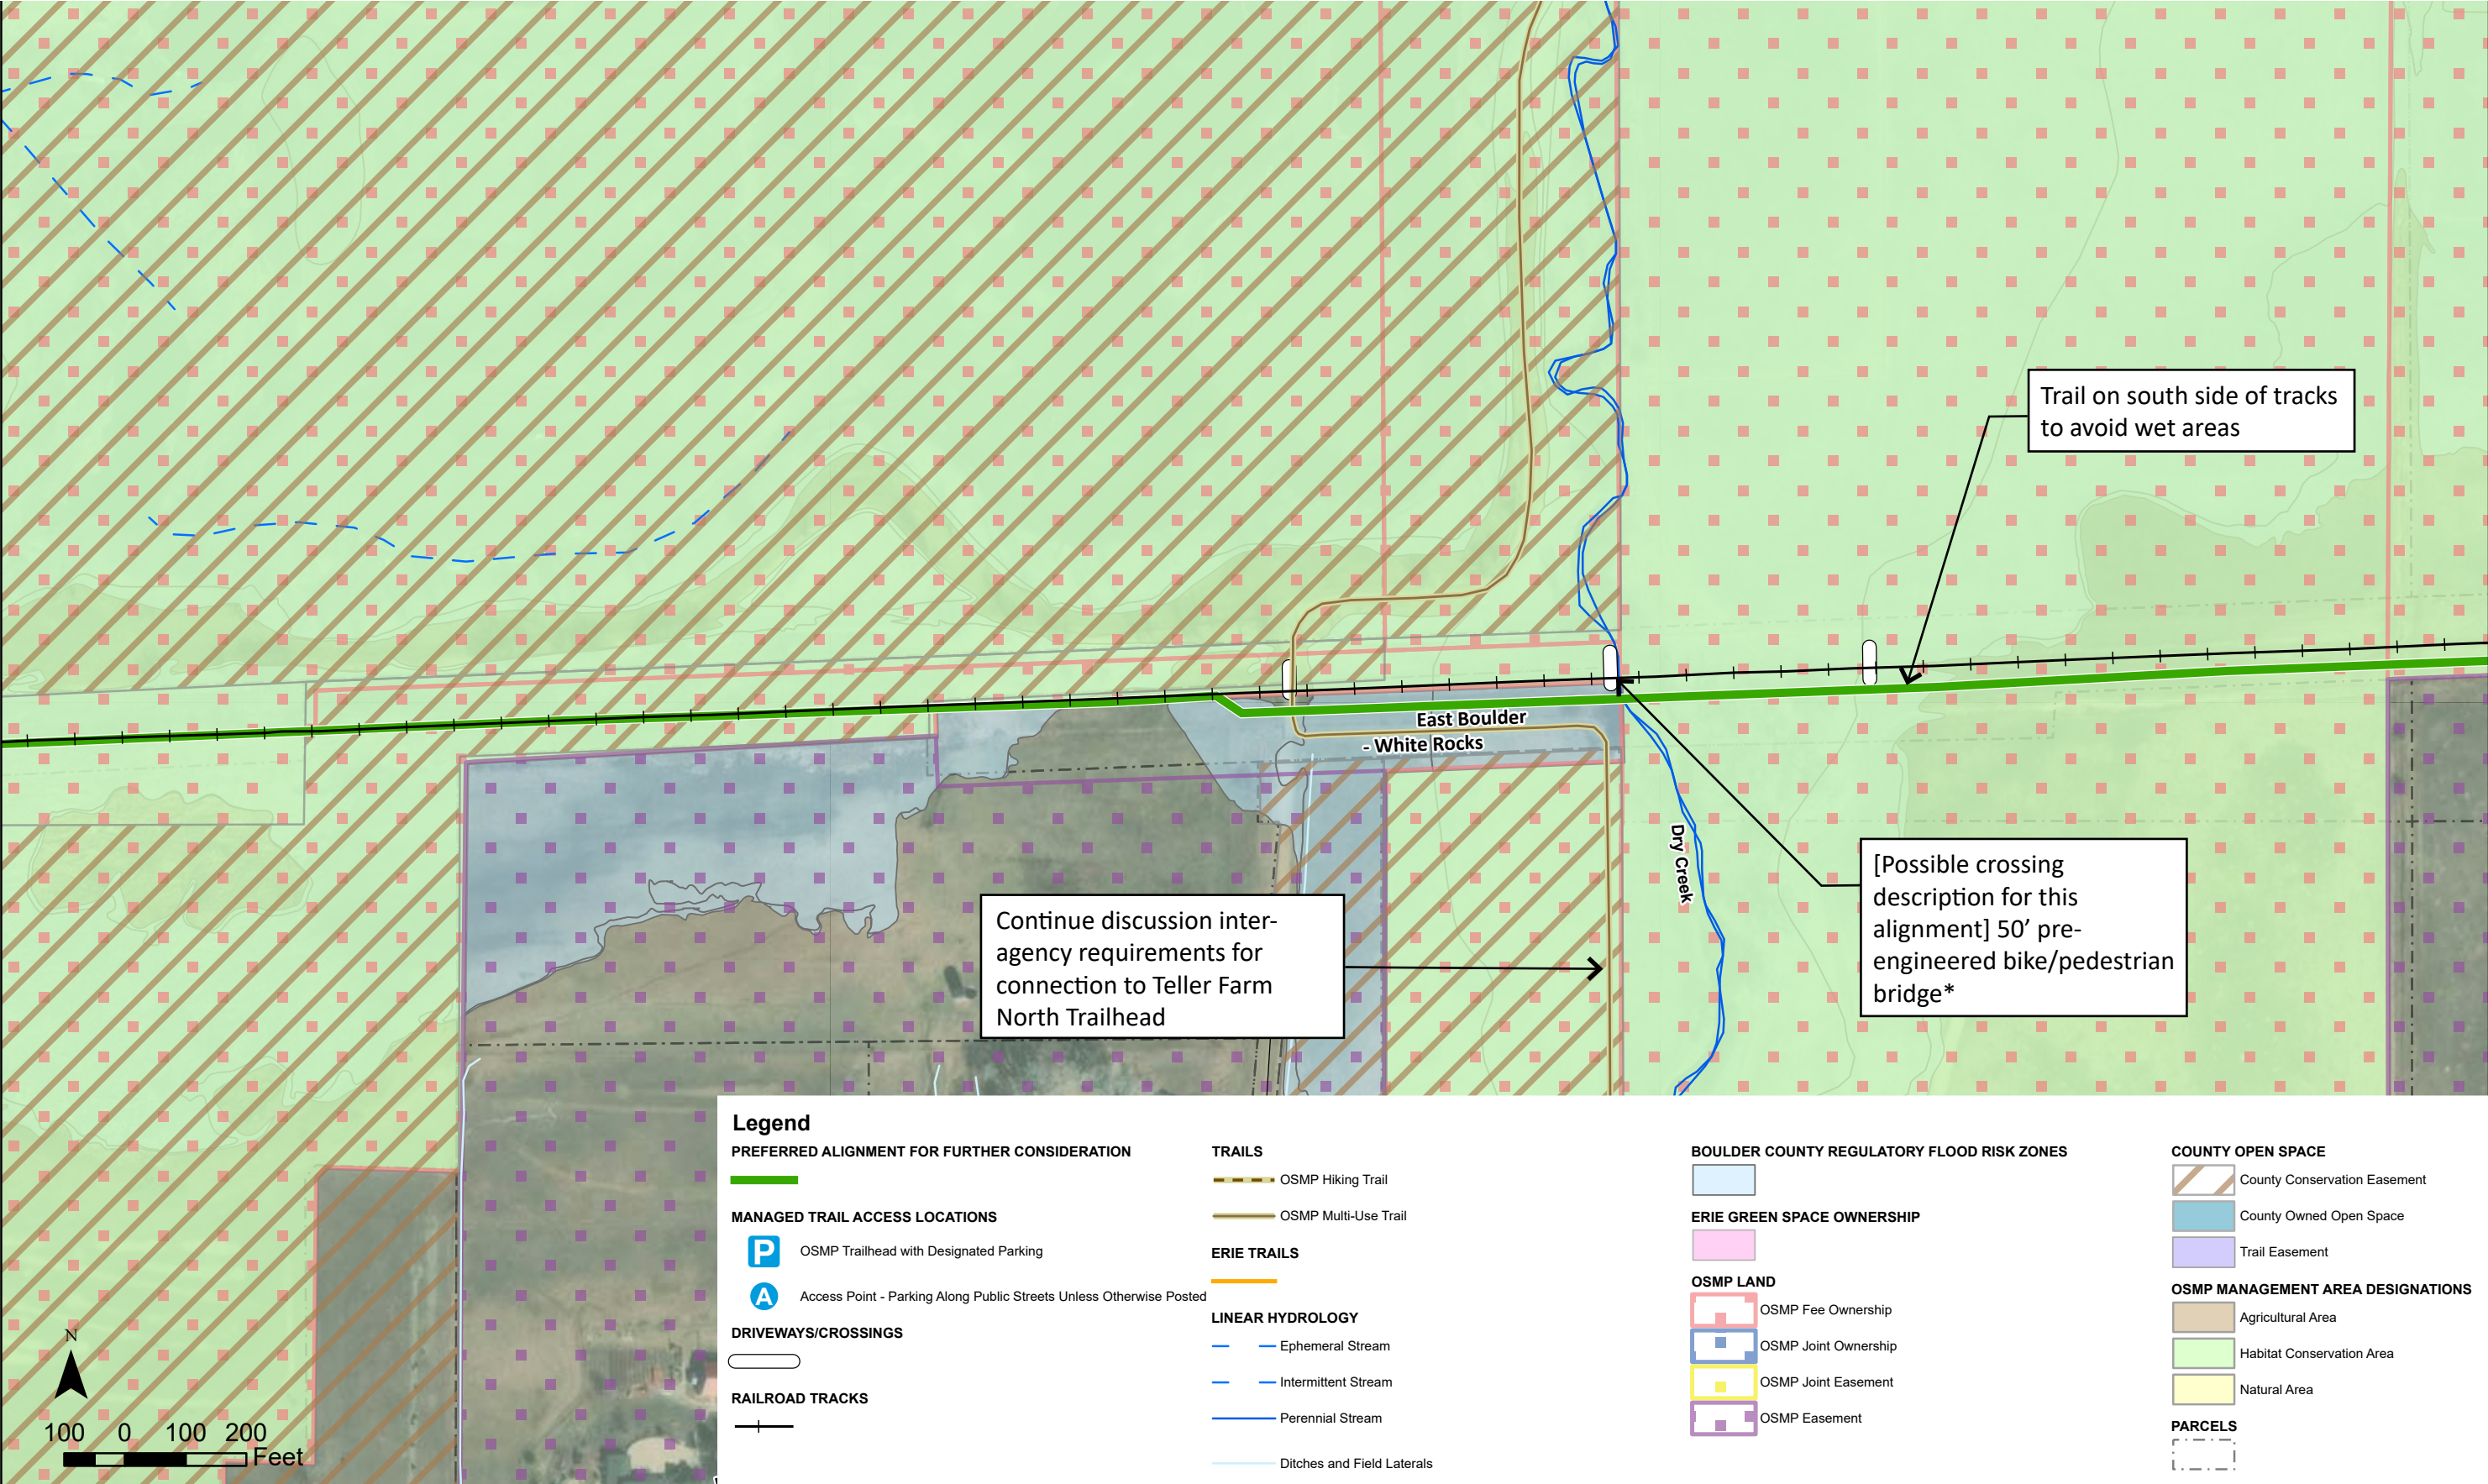 Trail on south side of tracks
to avoid wet areas
East Boulder
- White Rocks
Dry Creek
[Possible crossing
description for this
alignment] 50’ pre-
engineered bike/pedestrian
bridge*
Continue discussion inter-
agency requirements for
connection to Teller Farm
North Trailhead
N
100 0 100 200
Feet
Legend
PREFERRED ALIGNMENT FOR FURTHER CONSIDERATION
MANAGED TRAIL ACCESS LOCATIONS
P OSMP Trailhead with Designated Parking
A Access Point - Parking Along Public Streets Unless Otherwise Posted
DRIVEWAYS/CROSSINGS
RAILROAD TRACKS
TRAILS
OSMP Hiking Trail
OSMP Multi-Use Trail
ERIE TRAILS
LINEAR HYDROLOGY
Ephemeral Stream
Intermittent Stream
Perennial Stream
Ditches and Field Laterals
BOULDER COUNTY REGULATORY FLOOD RISK ZONES
ERIE GREEN SPACE OWNERSHIP
OSMP LAND
OSMP Fee Ownership
OSMP Joint Ownership
OSMP Joint Easement
OSMP Easement
COUNTY OPEN SPACE
County Conservation Easement
County Owned Open Space
Trail Easement
OSMP MANAGEMENT AREA DESIGNATIONS
Agricultural Area
Habitat Conservation Area
Natural Area
PARCELS